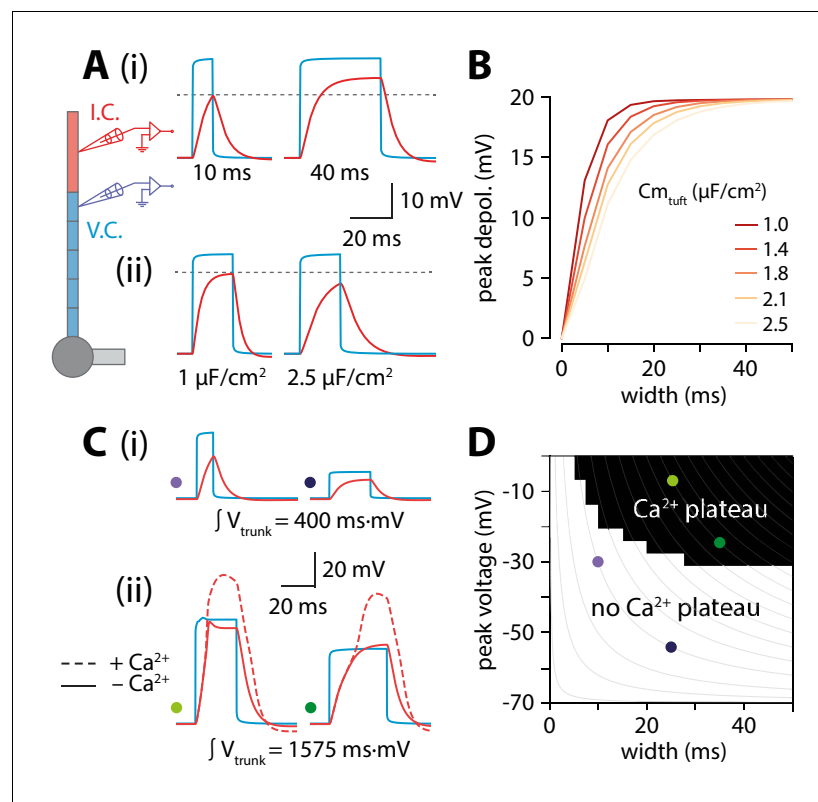 A (i)
I.C.
V.C.
10 ms
40 ms
10 mV
20 ms
(ii)
1 µF/cm²
2.5 µF/cm²
B
peak depol. (mV)
20
15
10
5
0
Cm_tuft (µF/cm²)
1.0
1.4
1.8
2.1
2.5
0
20
40
width (ms)
C (i)
∫ V_trunk = 400 ms·mV
20 mV
20 ms
(ii)
+ Ca²⁺
− Ca²⁺
∫ V_trunk = 1575 ms·mV
D
peak voltage (mV)
-10
-30
-50
-70
Ca²⁺ plateau
no Ca²⁺ plateau
0
20
40
width (ms)